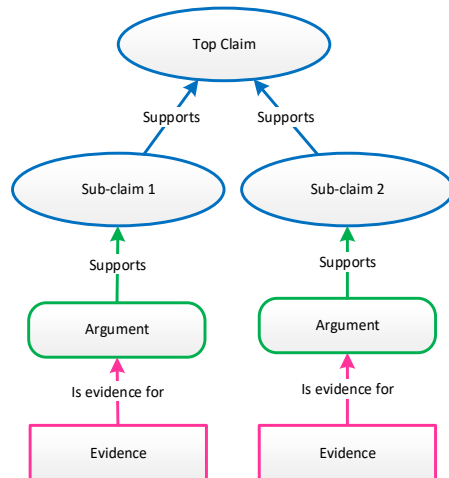 Top Claim
Supports
Supports
Sub-claim 1
Sub-claim 2
Supports
Supports
Argument
Argument
Is evidence for
Is evidence for
Evidence
Evidence